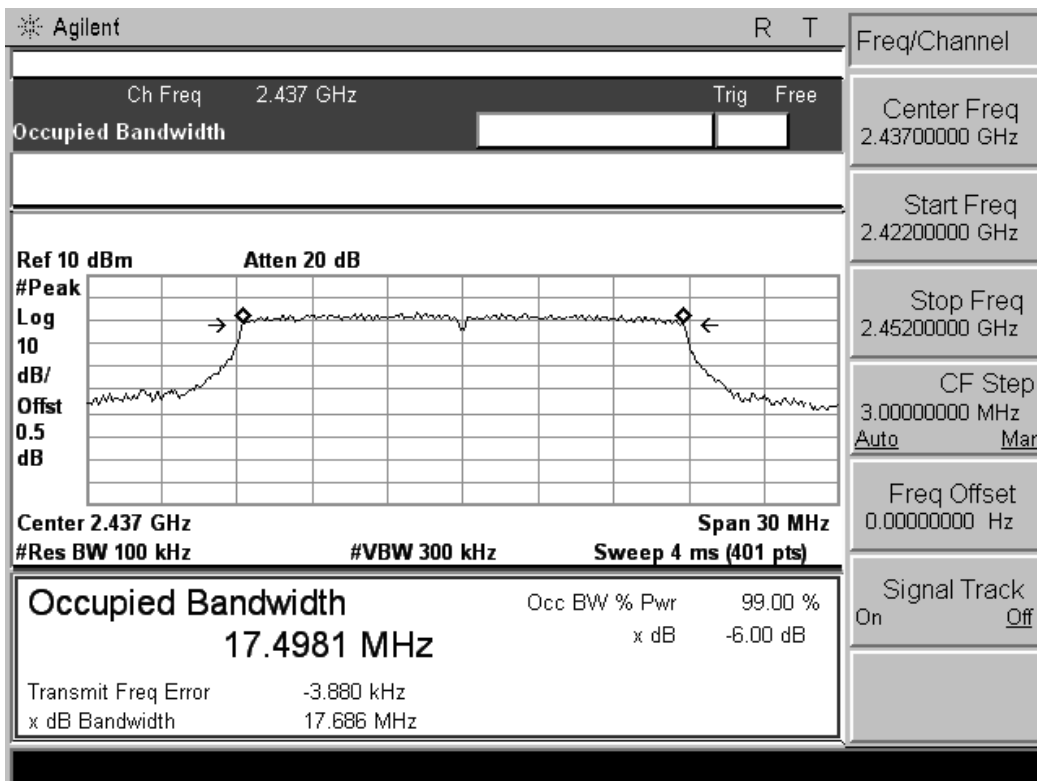 Agilent R T
Ch Freq 2.437 GHz Trig Free
Occupied Bandwidth
Ref 10 dBm Atten 20 dB
#Peak
Log
10
dB/
Offst
0.5
dB
Center 2.437 GHz Span 30 MHz
#Res BW 100 kHz #VBW 300 kHz Sweep 4 ms (401 pts)
Occupied Bandwidth Occ BW % Pwr 99.00 %
17.4981 MHz x dB -6.00 dB
Transmit Freq Error -3.880 kHz
x dB Bandwidth 17.686 MHz
Freq/Channel
Center Freq
2.43700000 GHz
Start Freq
2.42200000 GHz
Stop Freq
2.45200000 GHz
CF Step
3.00000000 MHz
Auto Man
Freq Offset
0.00000000 Hz
Signal Track
On Off